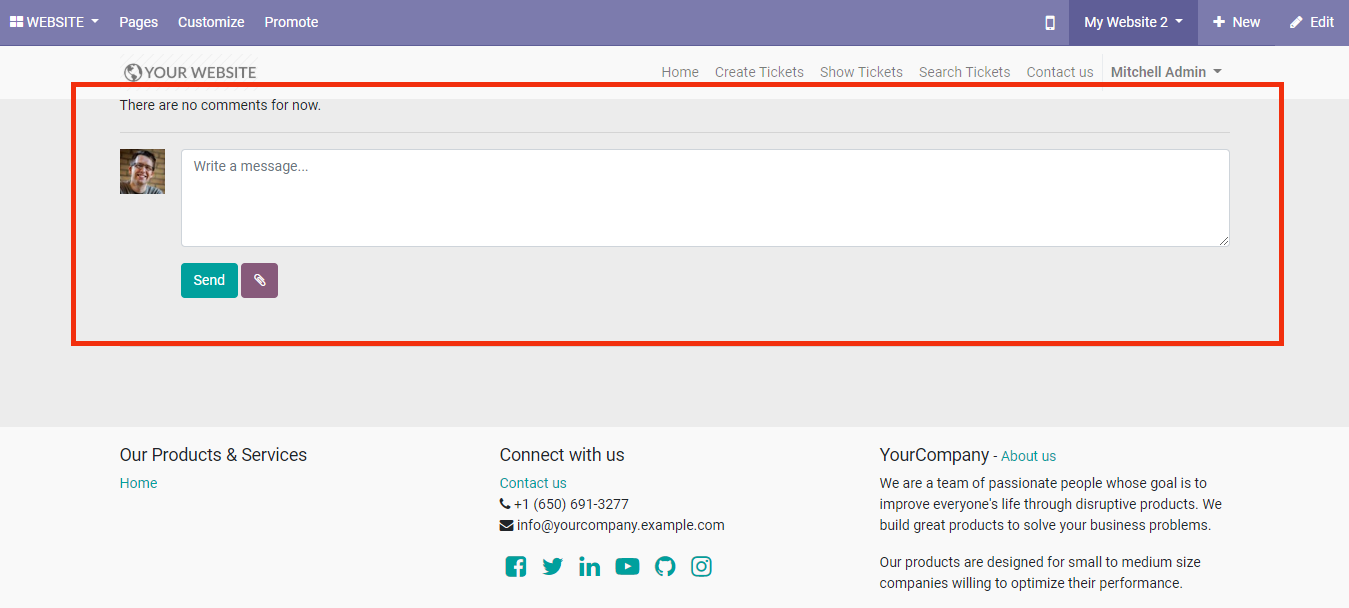 WEBSITE Pages Customize Promote My Website 2 New Edit
YOUR WEBSITE Home Create Tickets Show Tickets Search Tickets Contact us Mitchell Admin
There are no comments for now.
Write a message...
Send
Our Products & Services
Home
Connect with us
Contact us
+1 (650) 691-3277
info@yourcompany.example.com
YourCompany - About us
We are a team of passionate people whose goal is to
improve everyone's life through disruptive products. We
build great products to solve your business problems.
Our products are designed for small to medium size
companies willing to optimize their performance.